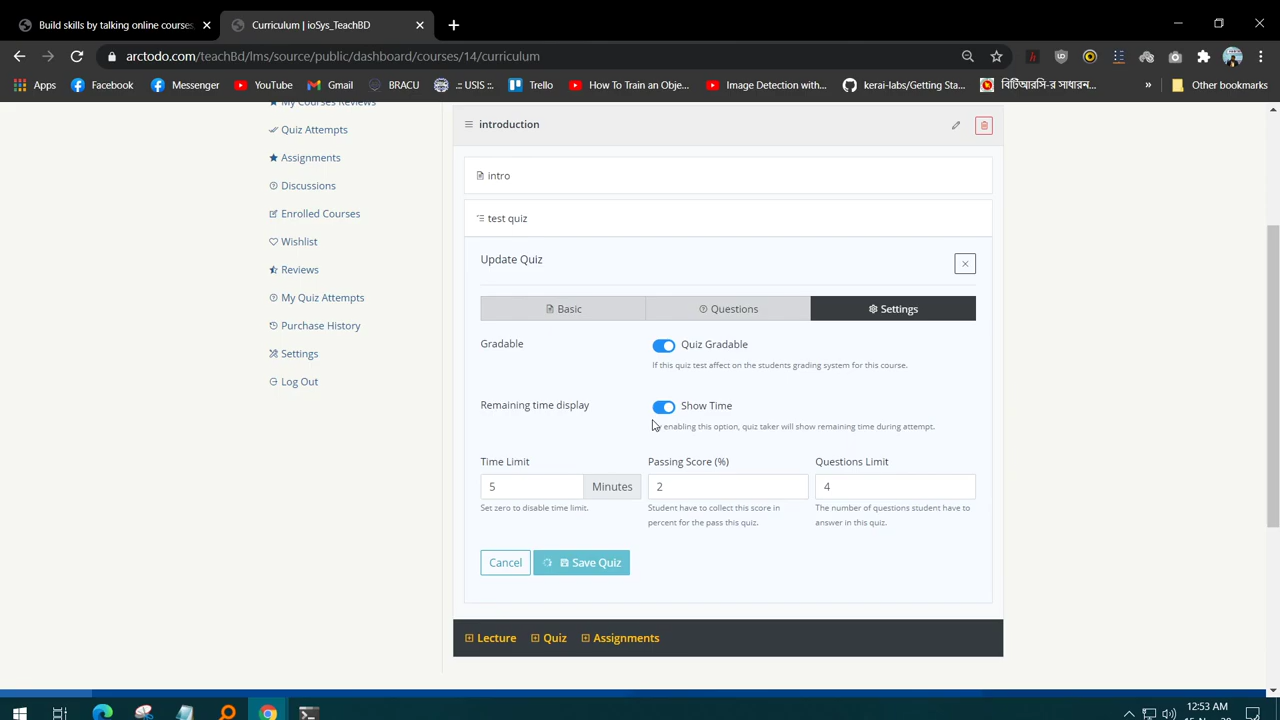 Build skills by talking online courses
Curriculum | ioSys_TeachBD
arctodo.com/teachBd/lms/source/public/dashboard/courses/14/curriculum
Apps
Facebook
Messenger
YouTube
Gmail
BRACU
::. USIS .::
Trello
How To Train an Obje...
Image Detection with...
kerai-labs/Getting Sta...
বিটিআরসি-র সাধারন...
»
Other bookmarks
My Courses Reviews
Quiz Attempts
Assignments
Discussions
Enrolled Courses
Wishlist
Reviews
My Quiz Attempts
Purchase History
Settings
Log Out
introduction
intro
test quiz
Update Quiz
Basic
Questions
Settings
Gradable
Quiz Gradable
If this quiz test affect on the students grading system for this course.
Remaining time display
Show Time
enabling this option, quiz taker will show remaining time during attempt.
Time Limit
Passing Score (%)
Questions Limit
5
Minutes
2
4
Set zero to disable time limit.
Student have to collect this score in
percent for the pass this quiz.
The number of questions student have to
answer in this quiz.
Cancel
Save Quiz
Lecture
Quiz
Assignments
12:53 AM